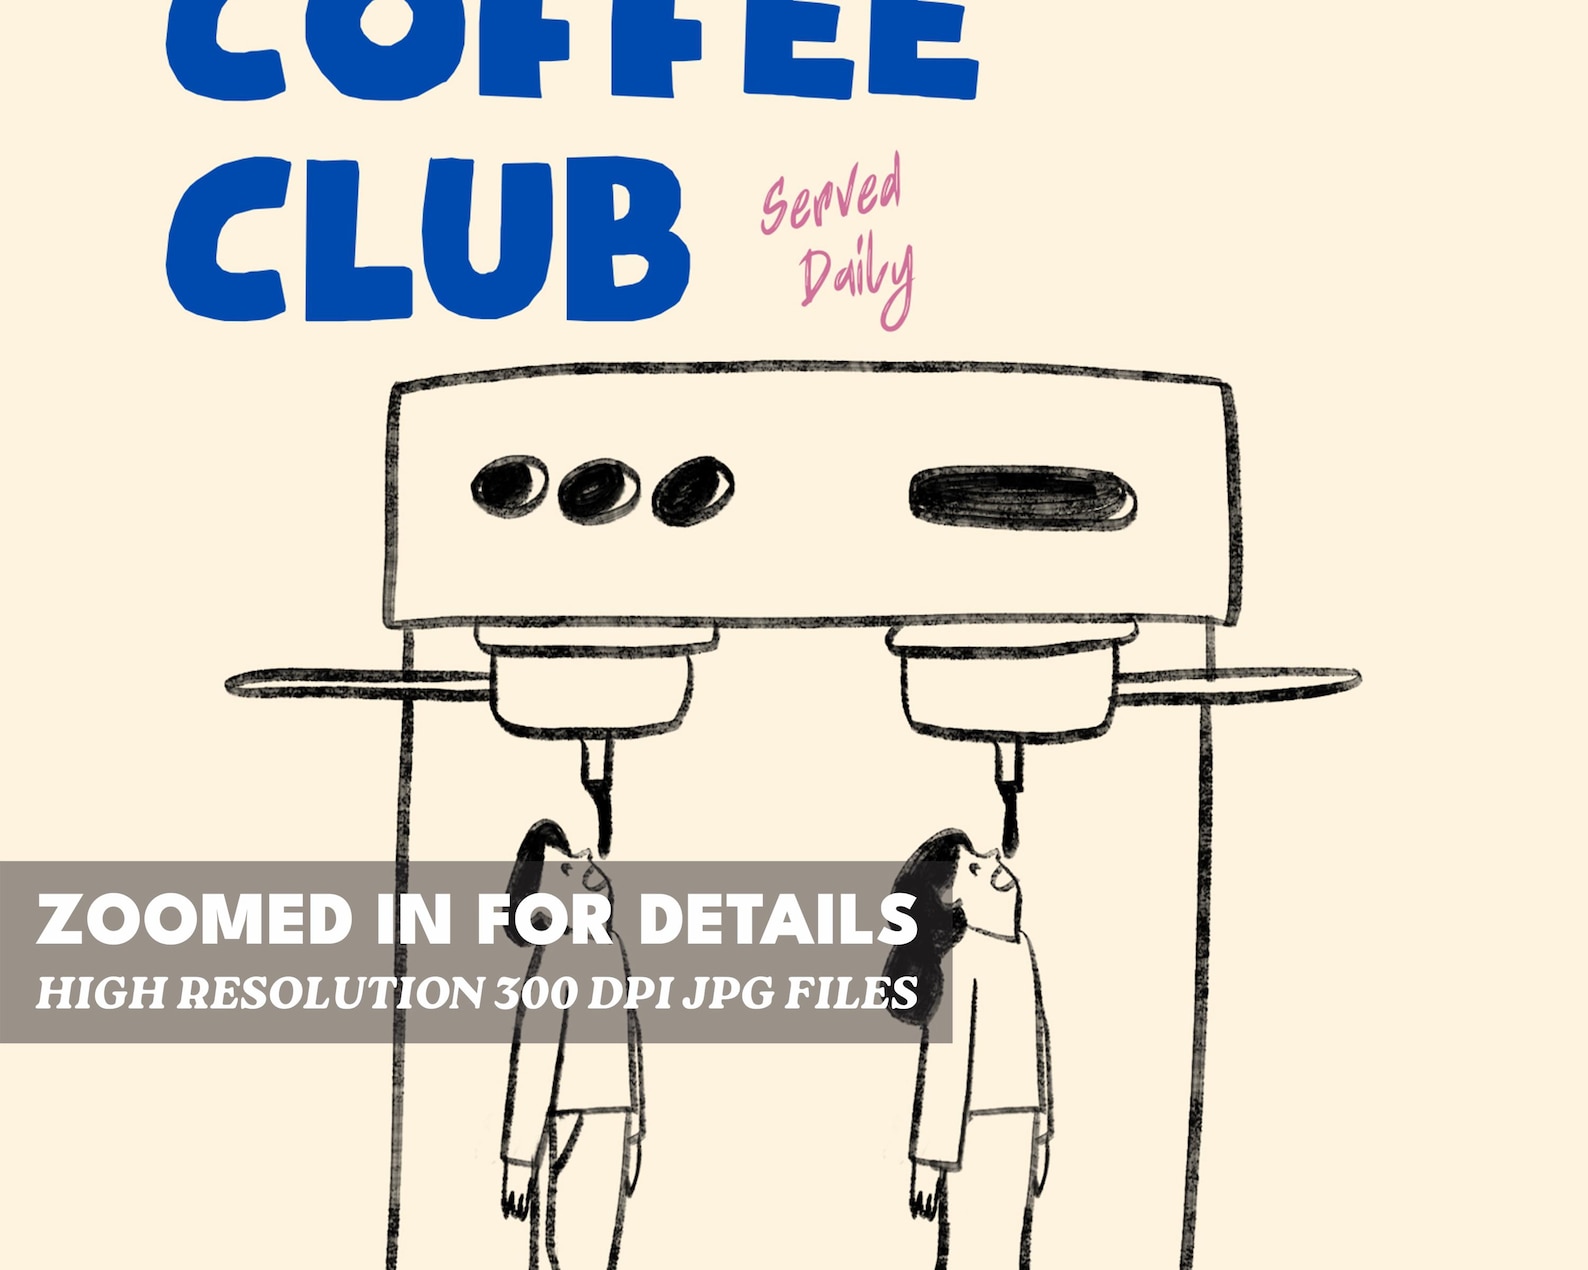 COFFEE
CLUB
Served
Daily
ZOOMED IN FOR DETAILS
HIGH RESOLUTION 300 DPI JPG FILES